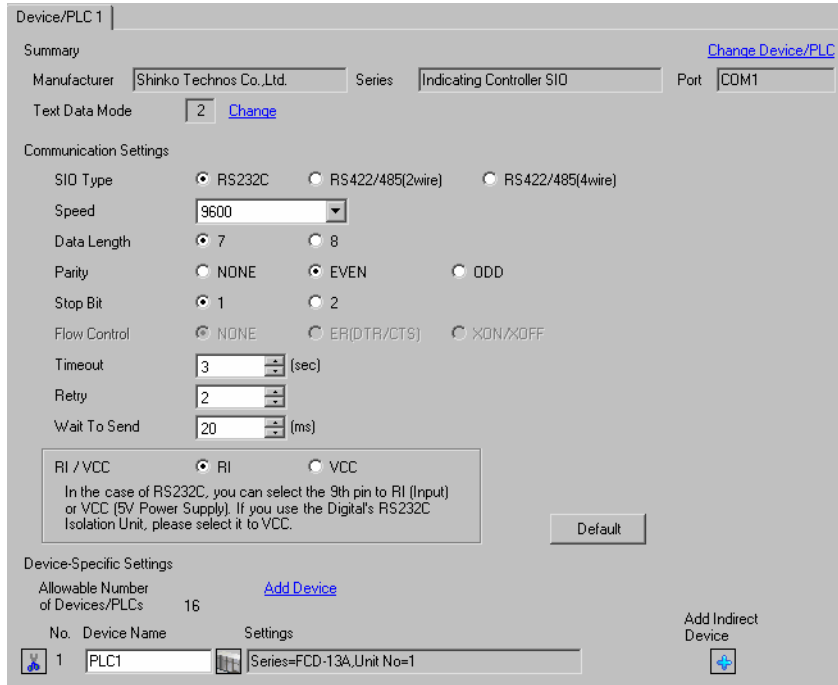 Device/PLC 1
Summary
Change Device/PLC
Manufacturer Shinko Technos Co.,Ltd. Series Indicating Controller SIO Port COM1
Text Data Mode 2 Change
Communication Settings
SIO Type RS232C RS422/485(2wire) RS422/485(4wire)
Speed 9600
Data Length 7 8
Parity NONE EVEN ODD
Stop Bit 1 2
Flow Control NONE ER(DTR/CTS) XON/XOFF
Timeout 3 (sec)
Retry 2
Wait To Send 20 (ms)
RI / VCC RI VCC
In the case of RS232C, you can select the 9th pin to RI (Input)
or VCC (5V Power Supply). If you use the Digital's RS232C
Isolation Unit, please select it to VCC.
Default
Device-Specific Settings
Allowable Number
of Devices/PLCs 16
Add Device
Add Indirect
Device
No. Device Name Settings
1 PLC1 Series=FCD-13A,Unit No=1